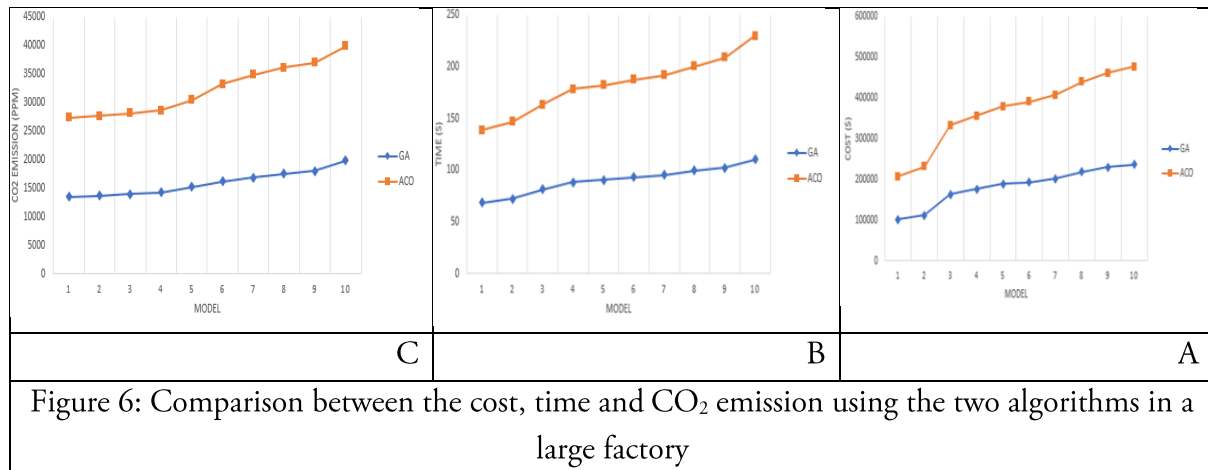 45000
40000
35000
30000
25000
20000
15000
10000
5000
0
CO2 EMISSION (PPM)
1 2 3 4 5 6 7 8 9 10
MODEL
GA
ACO
250
200
150
100
50
0
TIME (S)
1 2 3 4 5 6 7 8 9 10
MODEL
GA
ACO
600000
500000
400000
300000
200000
100000
0
COST ($)
1 2 3 4 5 6 7 8 9 10
MODEL
GA
ACO
C B A
Figure 6: Comparison between the cost, time and CO₂ emission using the two algorithms in a
large factory